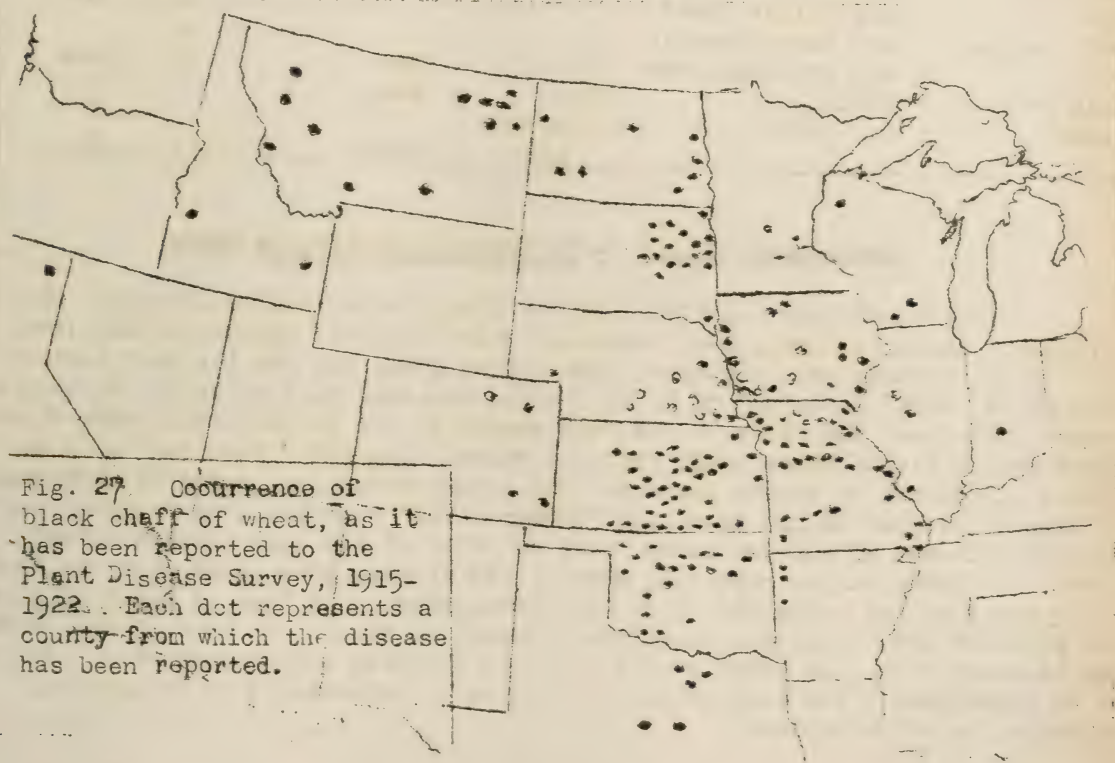 Fig. 27 Occurrence of
black chaff of wheat, as it
has been reported to the
Plant Disease Survey, 1915-
1922. Each dot represents a
county from which the disease
has been reported.